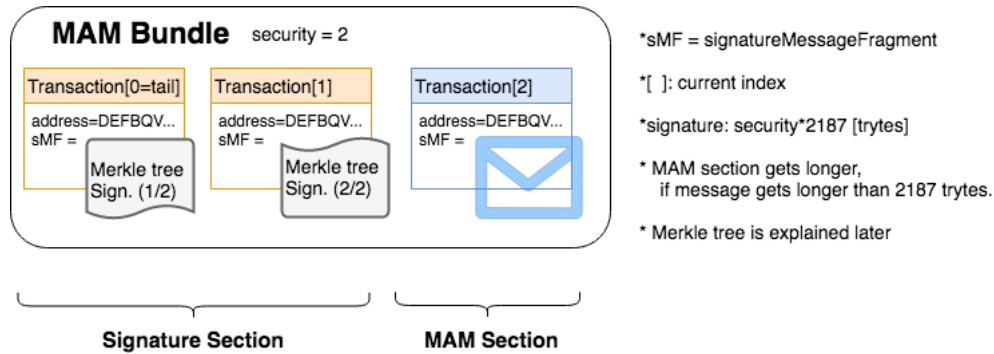 MAM Bundle security = 2
Transaction[0=tail]
address=DEFBQV...
sMF =
Merkle tree
Sign. (1/2)
Transaction[1]
address=DEFBQV...
sMF =
Merkle tree
Sign. (2/2)
Transaction[2]
address=DEFBQV...
sMF =
Signature Section
MAM Section
*sMF = signatureMessageFragment
*[ ]: current index
*signature: security*2187 [trytes]
* MAM section gets longer,
if message gets longer than 2187 trytes.
* Merkle tree is explained later